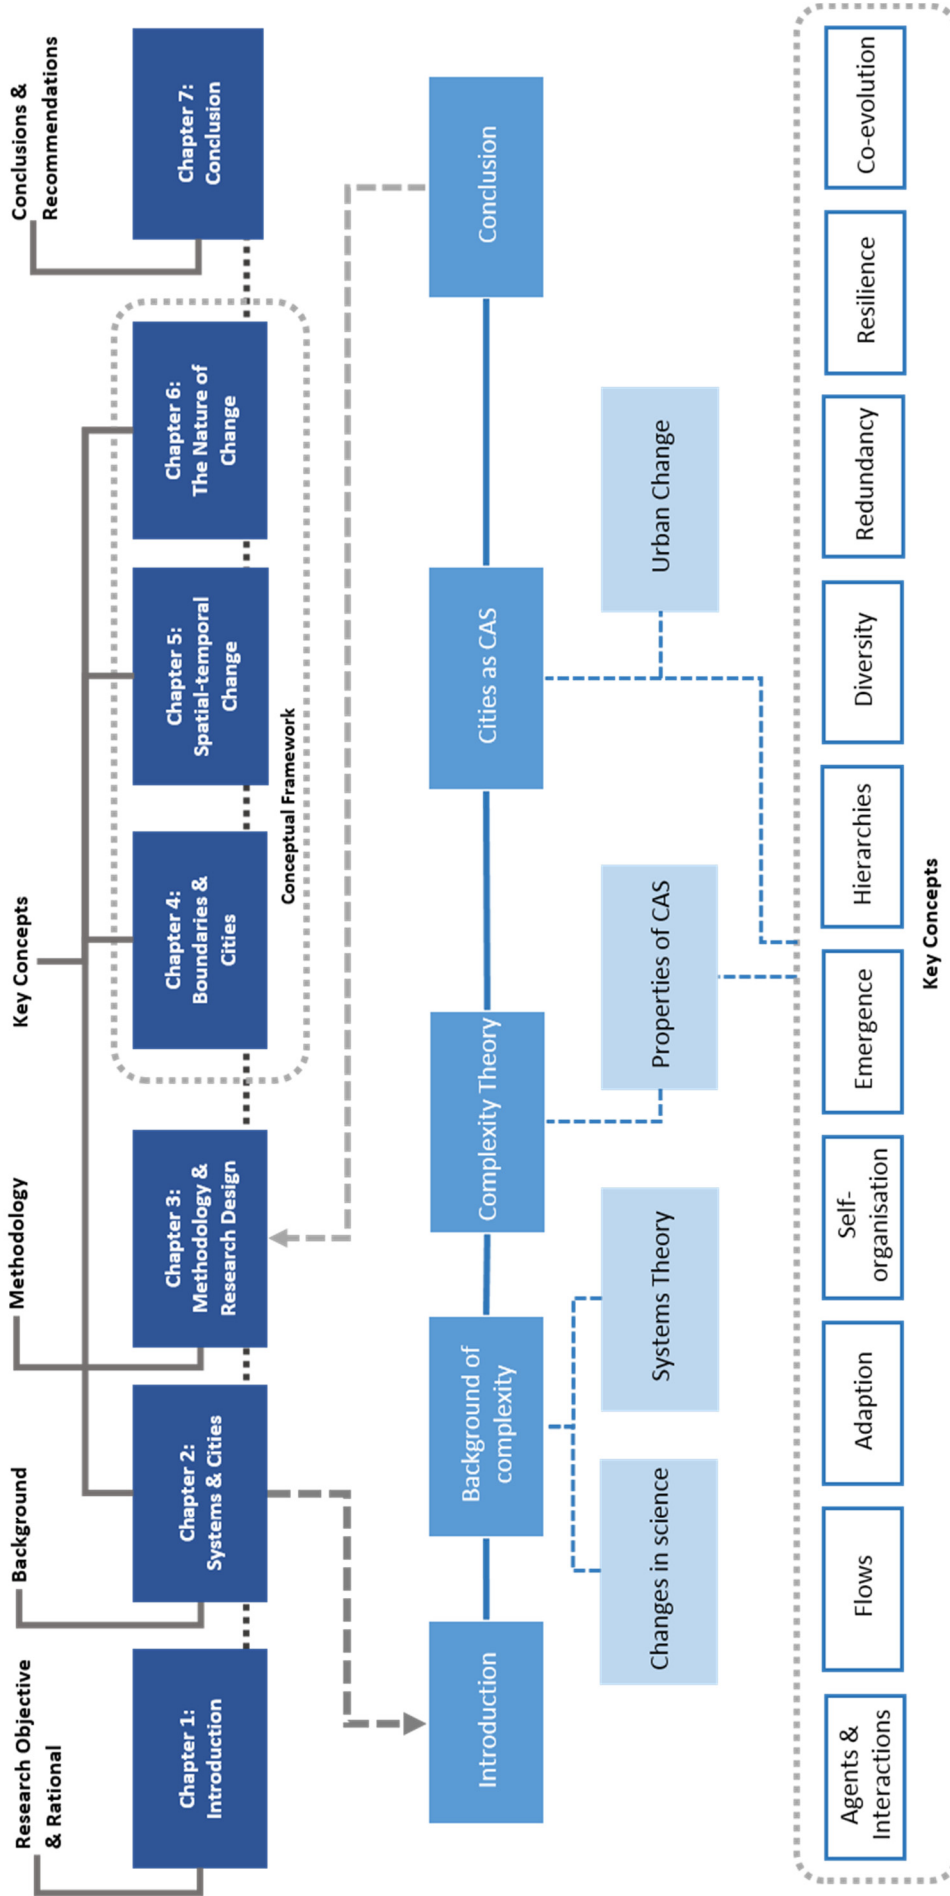 Research Objective
& Rational
Background
Methodology
Key Concepts
Conclusions &
Recommendations
Chapter 1:
Introduction
Chapter 2:
Systems & Cities
Chapter 3:
Methodology &
Research Design
Chapter 4:
Boundaries &
Cities
Chapter 5:
Spatial-temporal
Change
Chapter 6:
The Nature of
Change
Chapter 7:
Conclusion
Conceptual Framework
Introduction
Background of
complexity
Complexity Theory
Cities as CAS
Conclusion
Changes in science
Systems Theory
Properties of CAS
Urban Change
Agents &
Interactions
Flows
Adaption
Self-
organisation
Emergence
Hierarchies
Diversity
Redundancy
Resilience
Co-evolution
Key Concepts